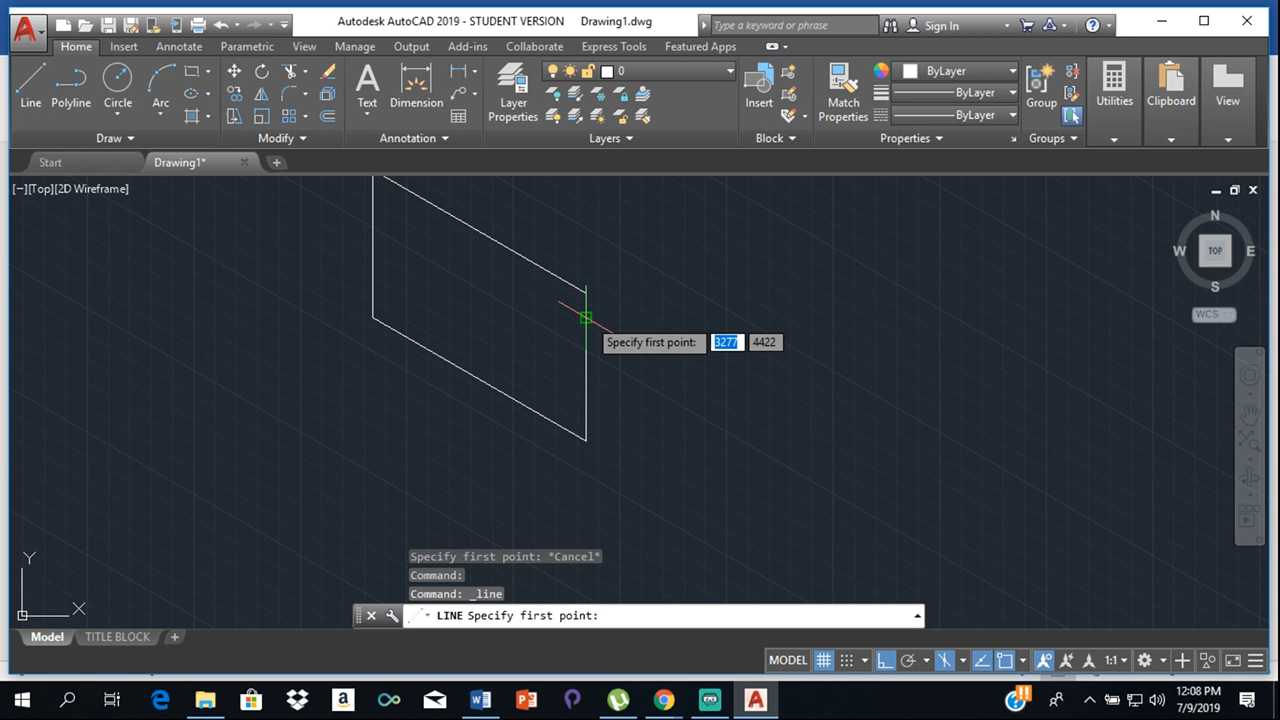 Autodesk AutoCAD 2019 - STUDENT VERSION Drawing1.dwg
Type a keyword or phrase
Sign In
Home Insert Annotate Parametric View Manage Output Add-ins Collaborate Express Tools Featured Apps
0
ByLayer
ByLayer
ByLayer
Line Polyline Circle Arc
Text Dimension
Layer Properties
Insert
Match Properties
Group
Utilities Clipboard View
Draw Modify Annotation Layers Block Properties Groups
Start Drawing1*
[−][Top][2D Wireframe]
N
W TOP E
S
WCS
Specify first point: 3277 4422
Specify first point: *Cancel*
Command:
Command: _line
LINE Specify first point:
Y
X
Model TITLE BLOCK
MODEL 1:1
12:08 PM
7/9/2019